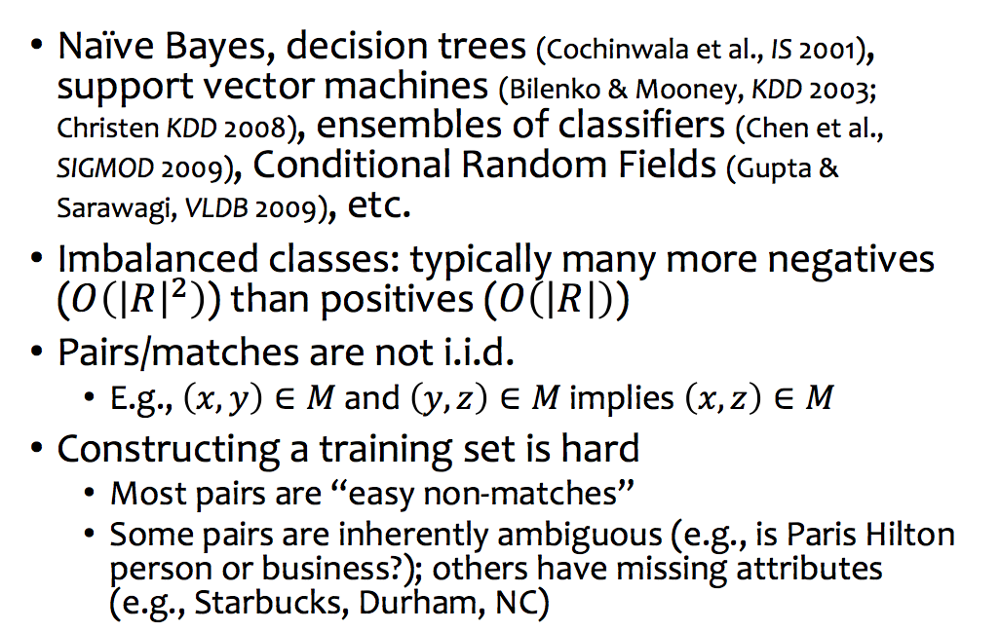 • Naïve Bayes, decision trees (Cochinwala et al., IS 2001),
support vector machines (Bilenko & Mooney, KDD 2003;
Christen KDD 2008), ensembles of classifiers (Chen et al.,
SIGMOD 2009), Conditional Random Fields (Gupta &
Sarawagi, VLDB 2009), etc.
• Imbalanced classes: typically many more negatives
(O(|R|²)) than positives (O(|R|))
• Pairs/matches are not i.i.d.
• E.g., (x, y) ∈ M and (y, z) ∈ M implies (x, z) ∈ M
• Constructing a training set is hard
• Most pairs are “easy non-matches”
• Some pairs are inherently ambiguous (e.g., is Paris Hilton
person or business?); others have missing attributes
(e.g., Starbucks, Durham, NC)